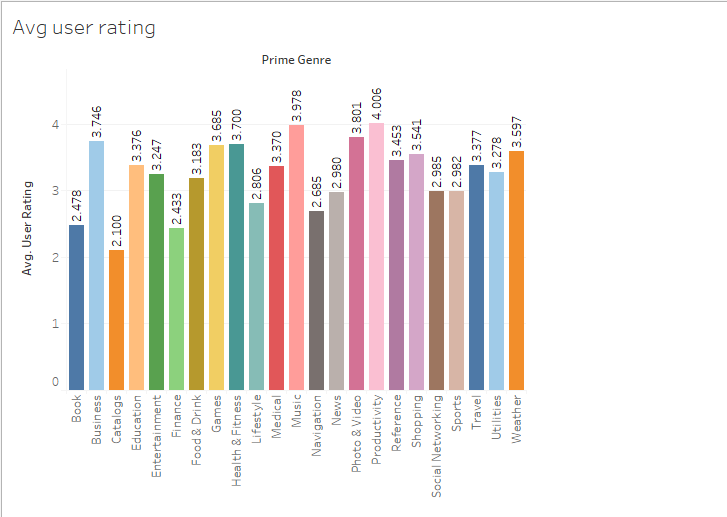 Avg user rating
Prime Genre
Avg. User Rating
4
3
2
1
0
2.478
3.746
2.100
3.376
3.247
2.433
3.183
3.685
3.700
2.806
3.370
3.978
2.685
2.980
3.801
4.006
3.453
3.541
2.985
2.982
3.377
3.278
3.597
Book
Business
Catalogs
Education
Entertainment
Finance
Food & Drink
Games
Health & Fitness
Lifestyle
Medical
Music
Navigation
News
Photo & Video
Productivity
Reference
Shopping
Social Networking
Sports
Travel
Utilities
Weather